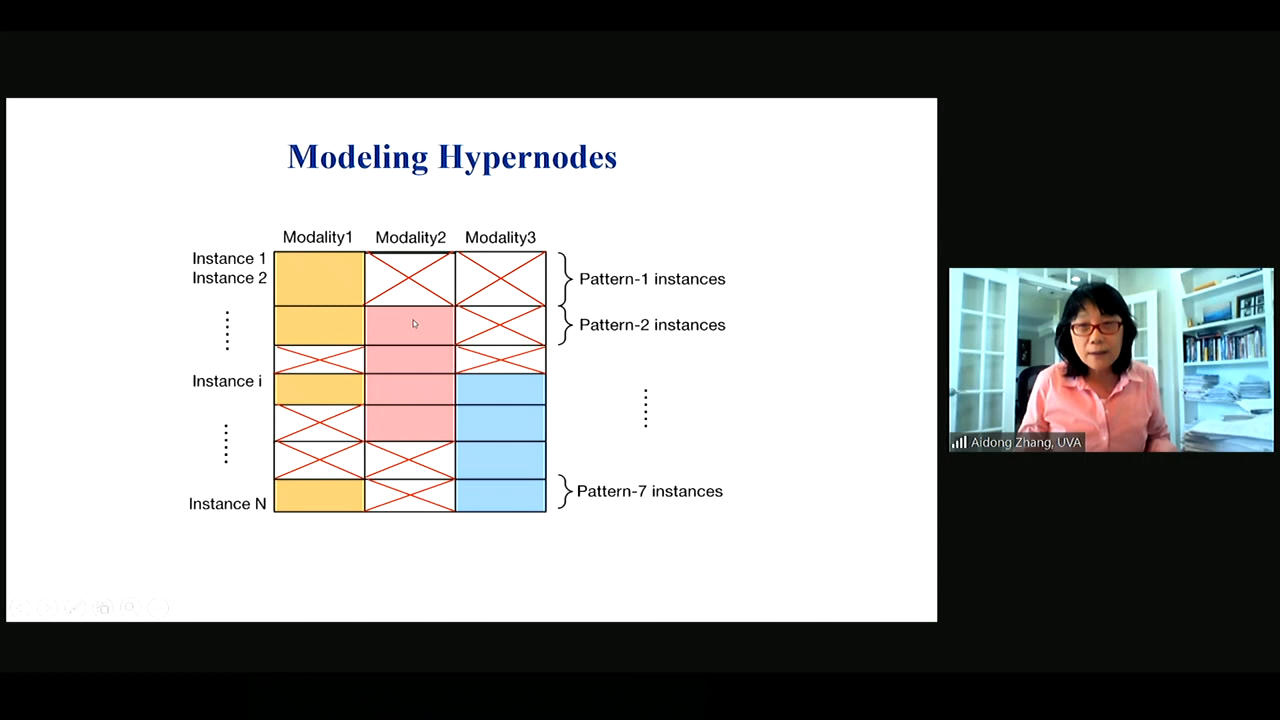 Modeling Hypernodes
Modality1 Modality2 Modality3
Instance 1
Instance 2
Pattern-1 instances
Pattern-2 instances
Instance i
Pattern-7 instances
Instance N
Aidong Zhang, UVA